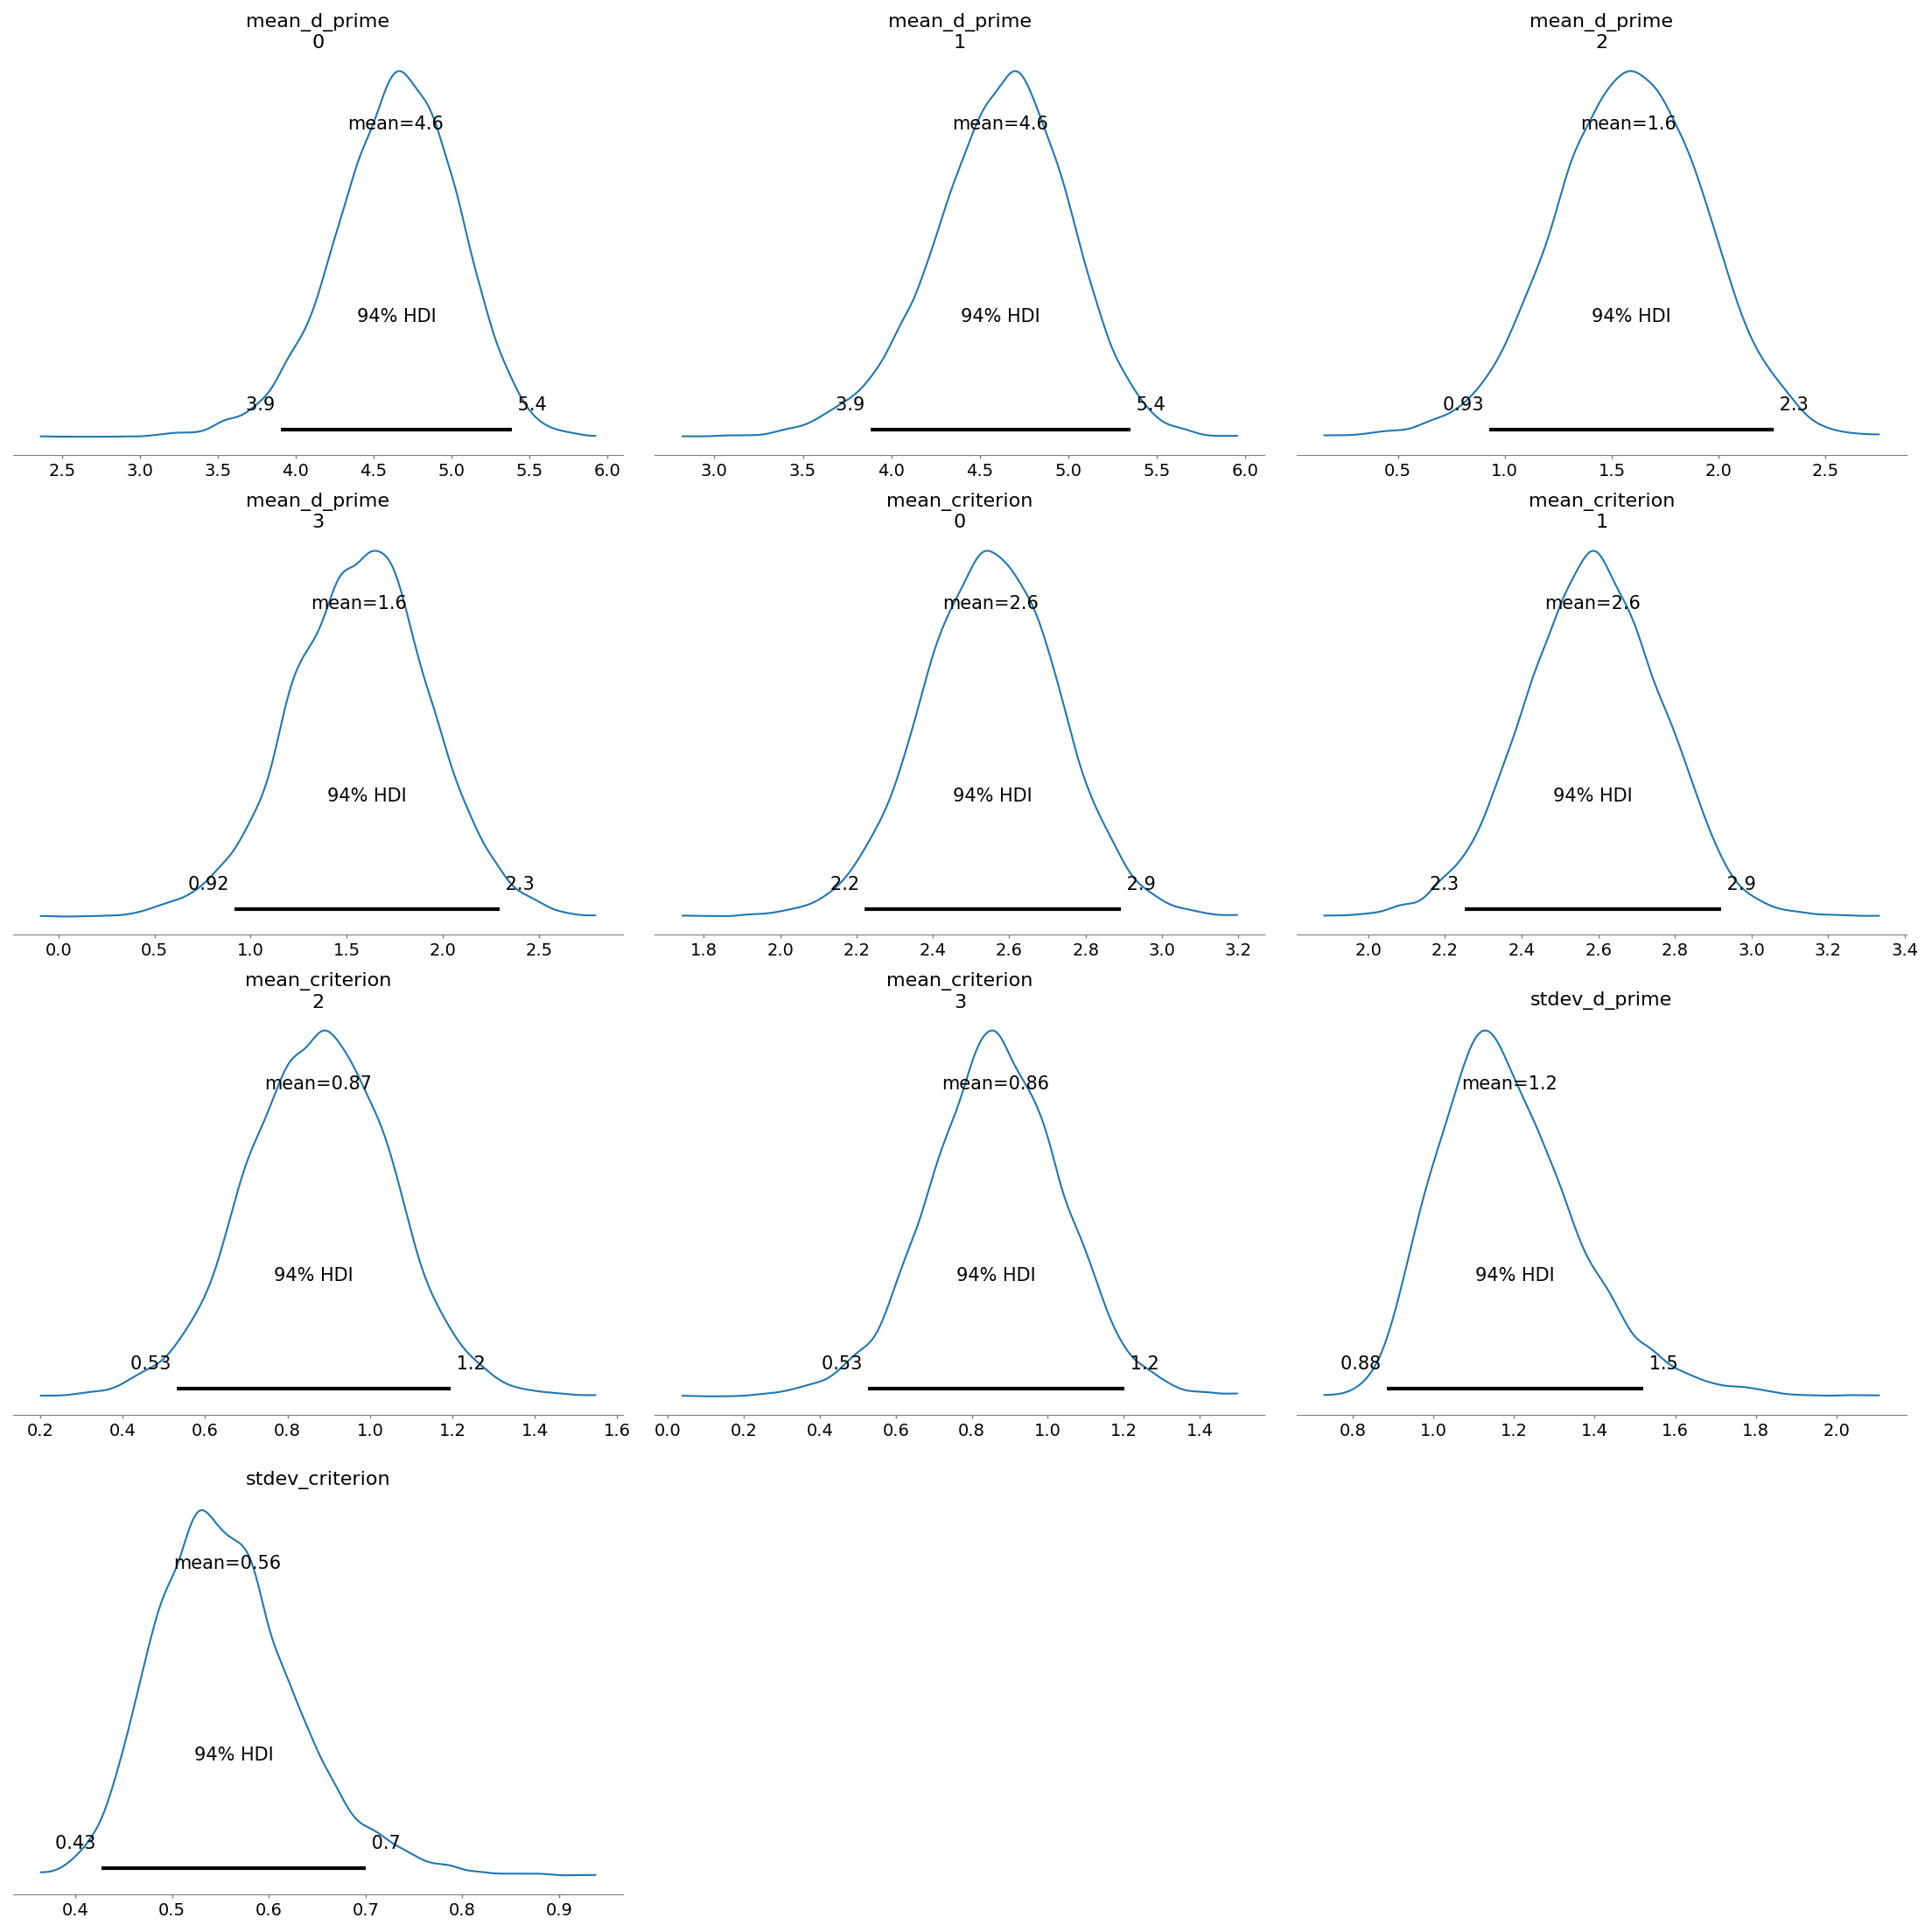 mean_d_prime
0
mean=4.6
94% HDI
3.9 5.4
2.5 3.0 3.5 4.0 4.5 5.0 5.5 6.0
mean_d_prime
1
mean=4.6
94% HDI
3.9 5.4
3.0 3.5 4.0 4.5 5.0 5.5 6.0
mean_d_prime
2
mean=1.6
94% HDI
0.93 2.3
0.5 1.0 1.5 2.0 2.5
mean_d_prime
3
mean=1.6
94% HDI
0.92 2.3
0.0 0.5 1.0 1.5 2.0 2.5
mean_criterion
0
mean=2.6
94% HDI
2.2 2.9
1.8 2.0 2.2 2.4 2.6 2.8 3.0 3.2
mean_criterion
1
mean=2.6
94% HDI
2.3 2.9
2.0 2.2 2.4 2.6 2.8 3.0 3.2 3.4
mean_criterion
2
mean=0.87
94% HDI
0.53 1.2
0.2 0.4 0.6 0.8 1.0 1.2 1.4 1.6
mean_criterion
3
mean=0.86
94% HDI
0.53 1.2
0.0 0.2 0.4 0.6 0.8 1.0 1.2 1.4
stdev_d_prime
mean=1.2
94% HDI
0.88 1.5
0.8 1.0 1.2 1.4 1.6 1.8 2.0
stdev_criterion
mean=0.56
94% HDI
0.43 0.7
0.4 0.5 0.6 0.7 0.8 0.9